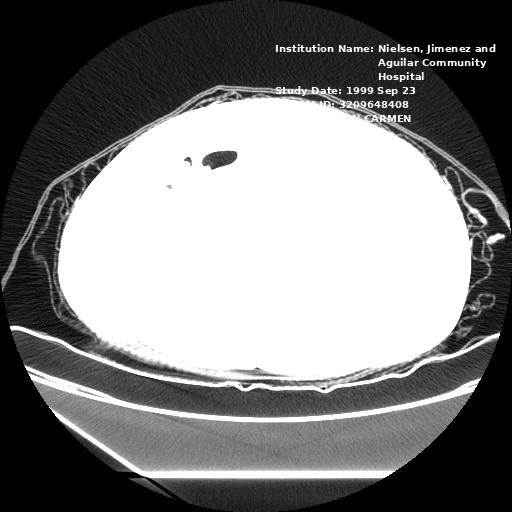 Institution Name: Nielsen, Jimenez and
Aguilar Community
Hospital
Study Date: 1999 Sep 23
ID: 3209648408
CARMEN